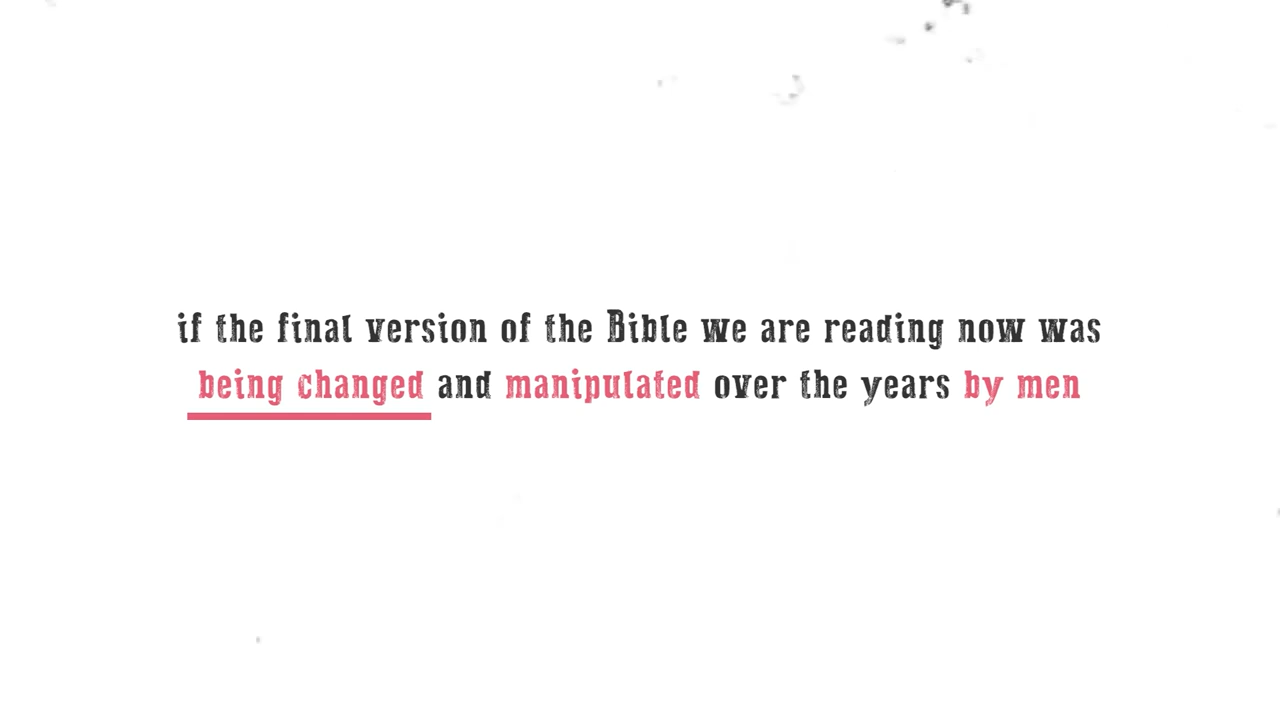 if the final version of the Bible we are reading now was
being changed and manipulated over the years by men